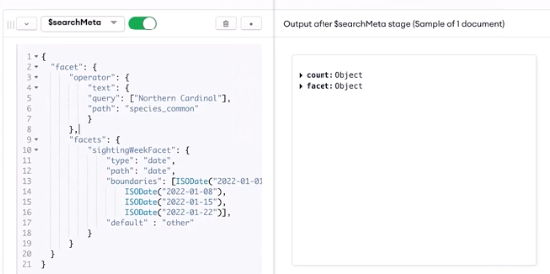 $searchMeta
Output after $searchMeta stage (Sample of 1 document)
1 {
2 "facet": {
3 "operator": {
4 "text": {
5 "query": ["Northern Cardinal"],
6 "path": "species_common"
7 }
8 },
9 "facets": {
10 "sightingWeekFacet": {
11 "type": "date",
12 "path": "date",
13 "boundaries": [ISODate("2022-01-01
14 ISODate("2022-01-08"),
15 ISODate("2022-01-15"),
16 ISODate("2022-01-22")],
17 "default" : "other"
18 }
19 }
20 }
21 }
count: Object
facet: Object